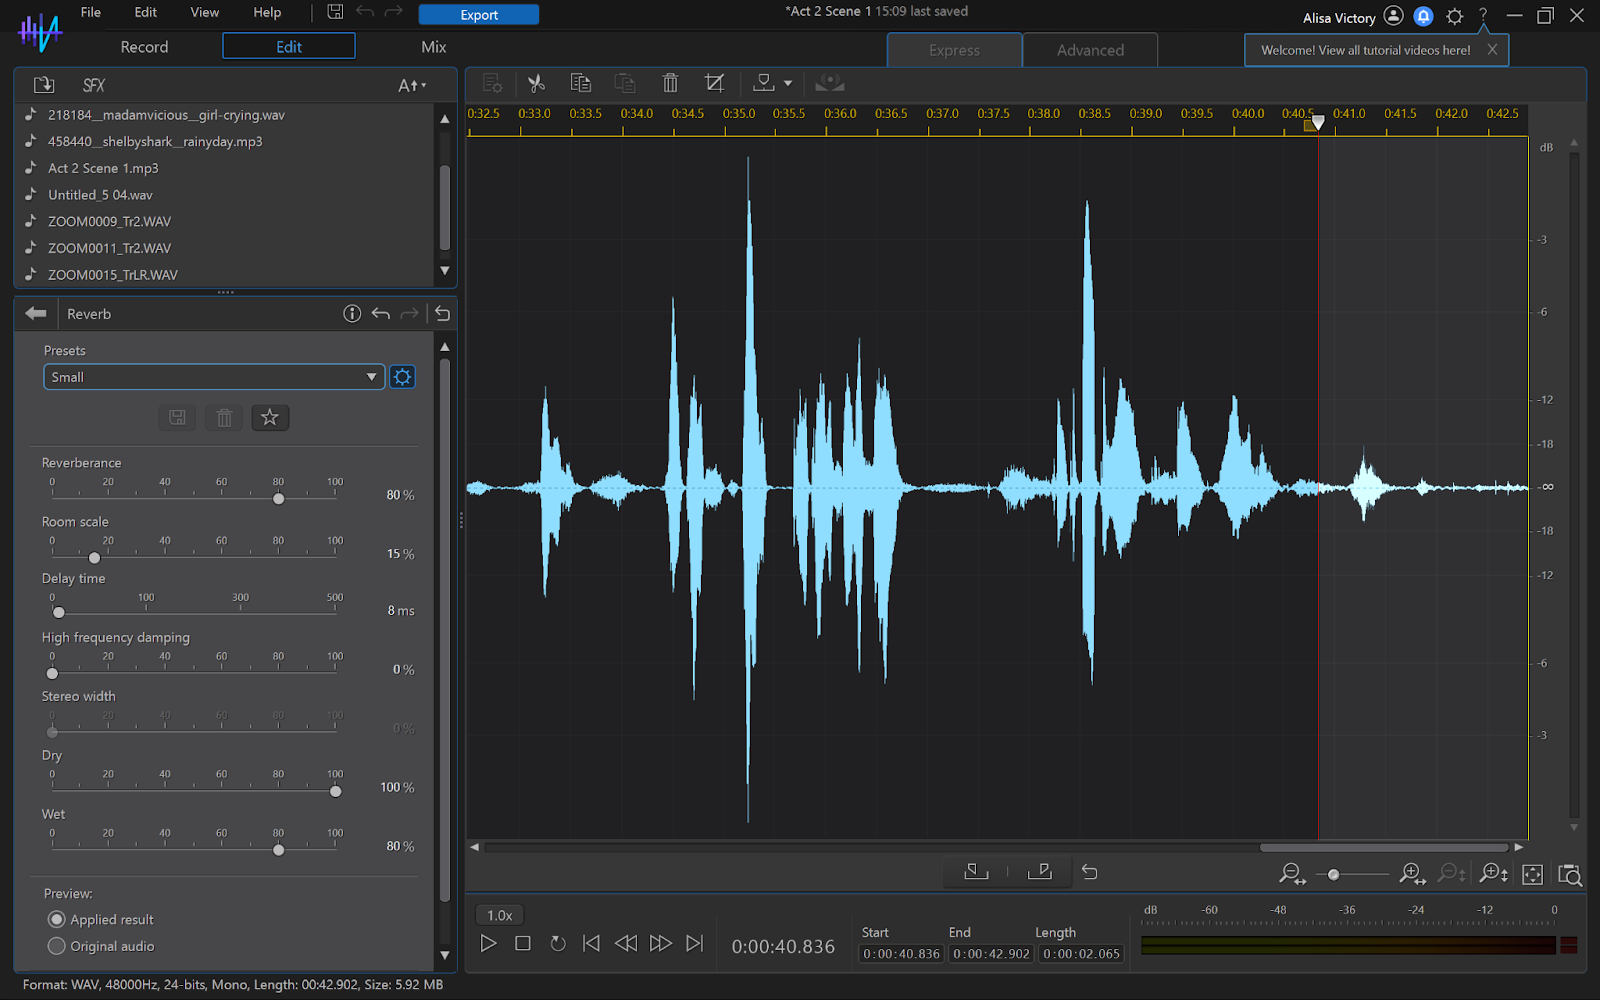 File Edit View Help Export *Act 2 Scene 1 15:09 last saved Alisa Victory ?
Record Edit Mix Express Advanced Welcome! View all tutorial videos here!
SFX A
218184__madamvicious__girl-crying.wav
458440__shelbyshark__rainyday.mp3
Act 2 Scene 1.mp3
Untitled_5 04.wav
ZOOM0009_Tr2.WAV
ZOOM0011_Tr2.WAV
ZOOM0015_TrLR.WAV
0:32.5 0:33.0 0:33.5 0:34.0 0:34.5 0:35.0 0:35.5 0:36.0 0:36.5 0:37.0 0:37.5 0:38.0 0:38.5 0:39.0 0:39.5 0:40.0 0:40.5 0:41.0 0:41.5 0:42.0 0:42.5
dB
-3
-6
-12
-18
-∞
-18
-12
-6
-3
Reverb
Presets
Small
Reverberance
0 20 40 60 80 100
80 %
Room scale
0 20 40 60 80 100
15 %
Delay time
0 100 300 500
8 ms
High frequency damping
0 20 40 60 80 100
0 %
Stereo width
0 20 40 60 80 100
0 %
Dry
0 20 40 60 80 100
100 %
Wet
0 20 40 60 80 100
80 %
Preview:
Applied result
Original audio
1.0x
0:00:40.836
Start End Length
0:00:40.836 0:00:42.902 0:00:02.065
dB -60 -48 -36 -24 -12 0
Format: WAV, 48000Hz, 24-bits, Mono, Length: 00:42.902, Size: 5.92 MB